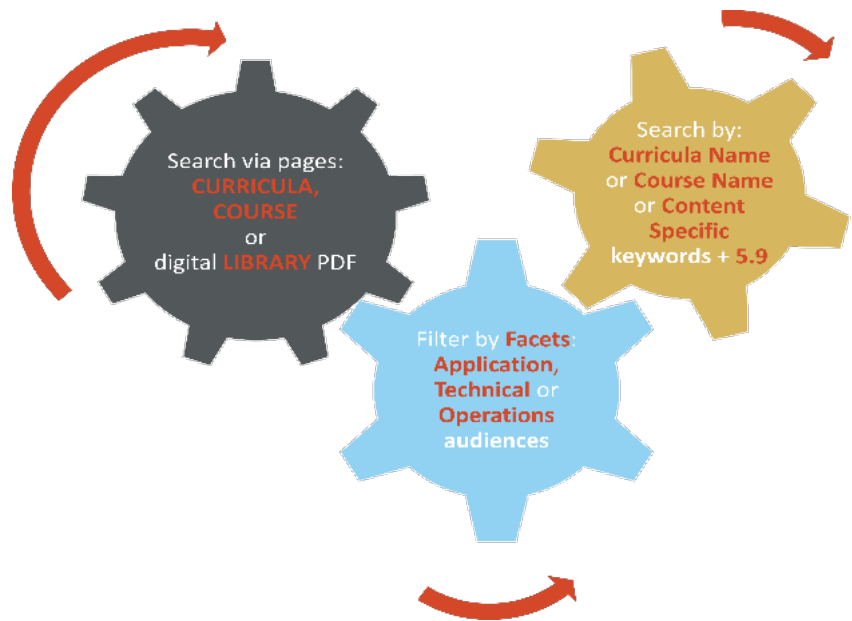 Search via pages:
CURRICULA,
COURSE
or
digital LIBRARY PDF
Filter by Facets:
Application,
Technical or
Operations
audiences
Search by:
Curricula Name
or Course Name
or Content
Specific
keywords + 5.9